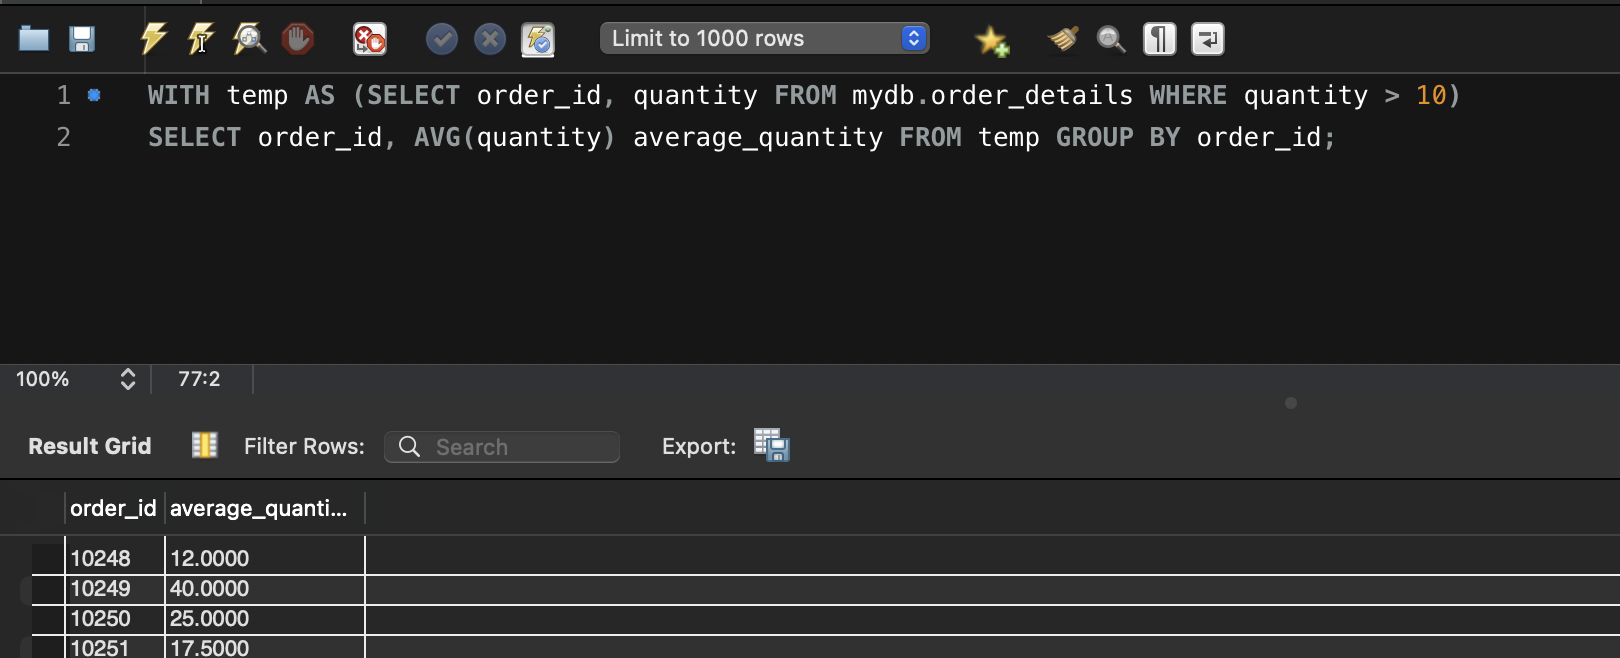 Limit to 1000 rows
1 WITH temp AS (SELECT order_id, quantity FROM mydb.order_details WHERE quantity > 10)
2 SELECT order_id, AVG(quantity) average_quantity FROM temp GROUP BY order_id;
100% 77:2
Result Grid Filter Rows: Search Export:
order_id average_quanti...
10248 12.0000
10249 40.0000
10250 25.0000
10251 17.5000